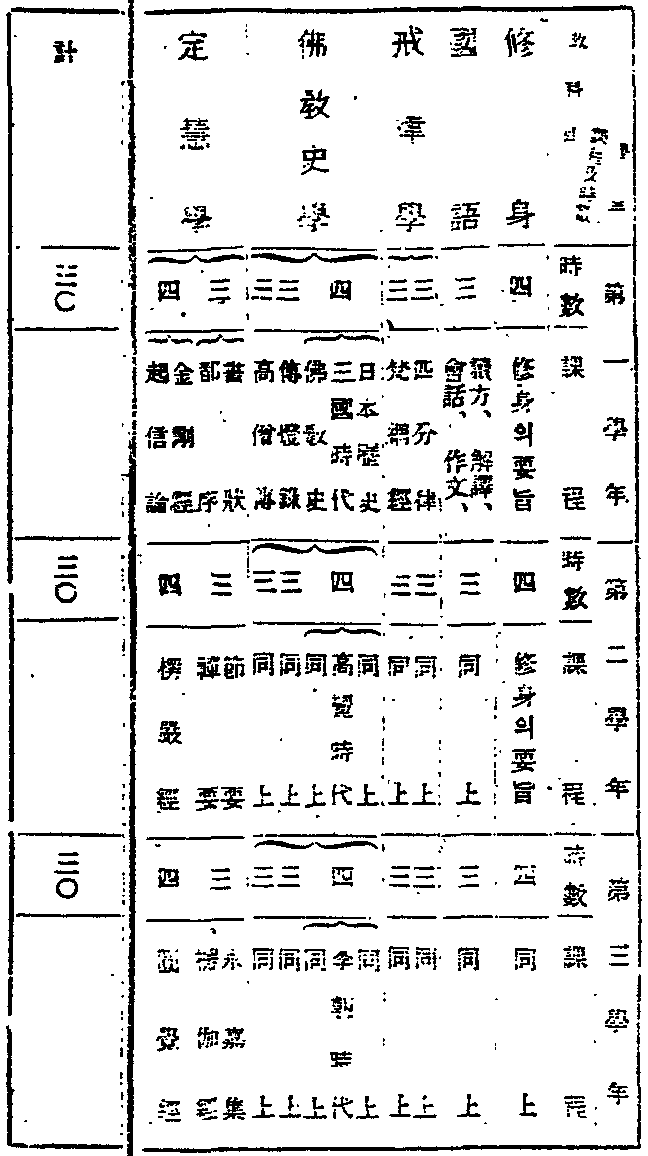 第一學年
第二學年
第三學年
敎科目
時數 課程
時數 課程
時數 課程
修身
四
修身의要旨
四
修身의要旨
四
同上
國語
三
讀方、解譯、
會話、作文、
三
同上
三
同上
戒律學
三三
四分律
梵網經
三三
同上
同上
三三
同上
同上
佛敎史學
四 三三
日本歷史
三國時代
佛敎史
傳燈錄
高僧傳
四 三三
同上
高麗時代
同上
同上
同上
四 三三
同上
李朝時代
同上
同上
同上
定慧學
三 四
書狀
都序
金剛經
起信論
三 四
節要
禪要
楞嚴經
三 四
永嘉集
楞伽經
圓覺經
計
三〇
三〇
三〇